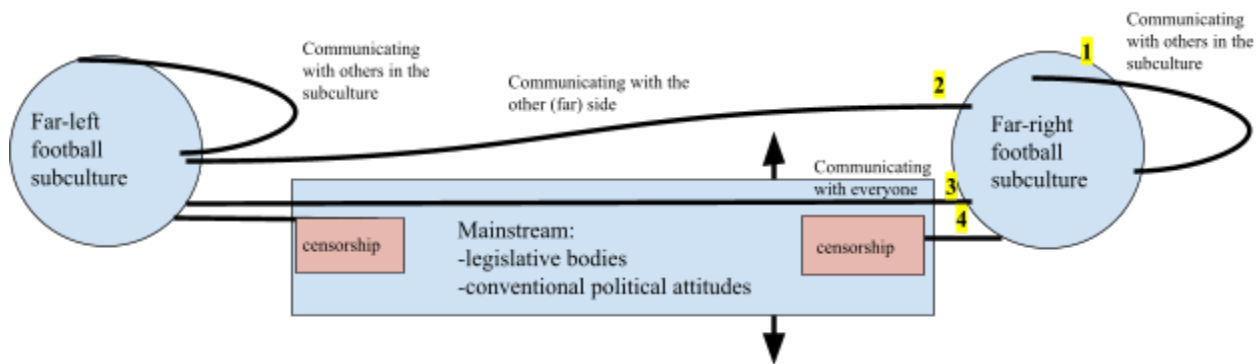 Communicating
with others in the
subculture
1
Communicating
with others in the
subculture
Communicating with the
other (far) side
2
Far-left
football
subculture
Far-right
football
subculture
Communicating
with everyone
3
4
censorship
Mainstream:
-legislative bodies
-conventional political attitudes
censorship